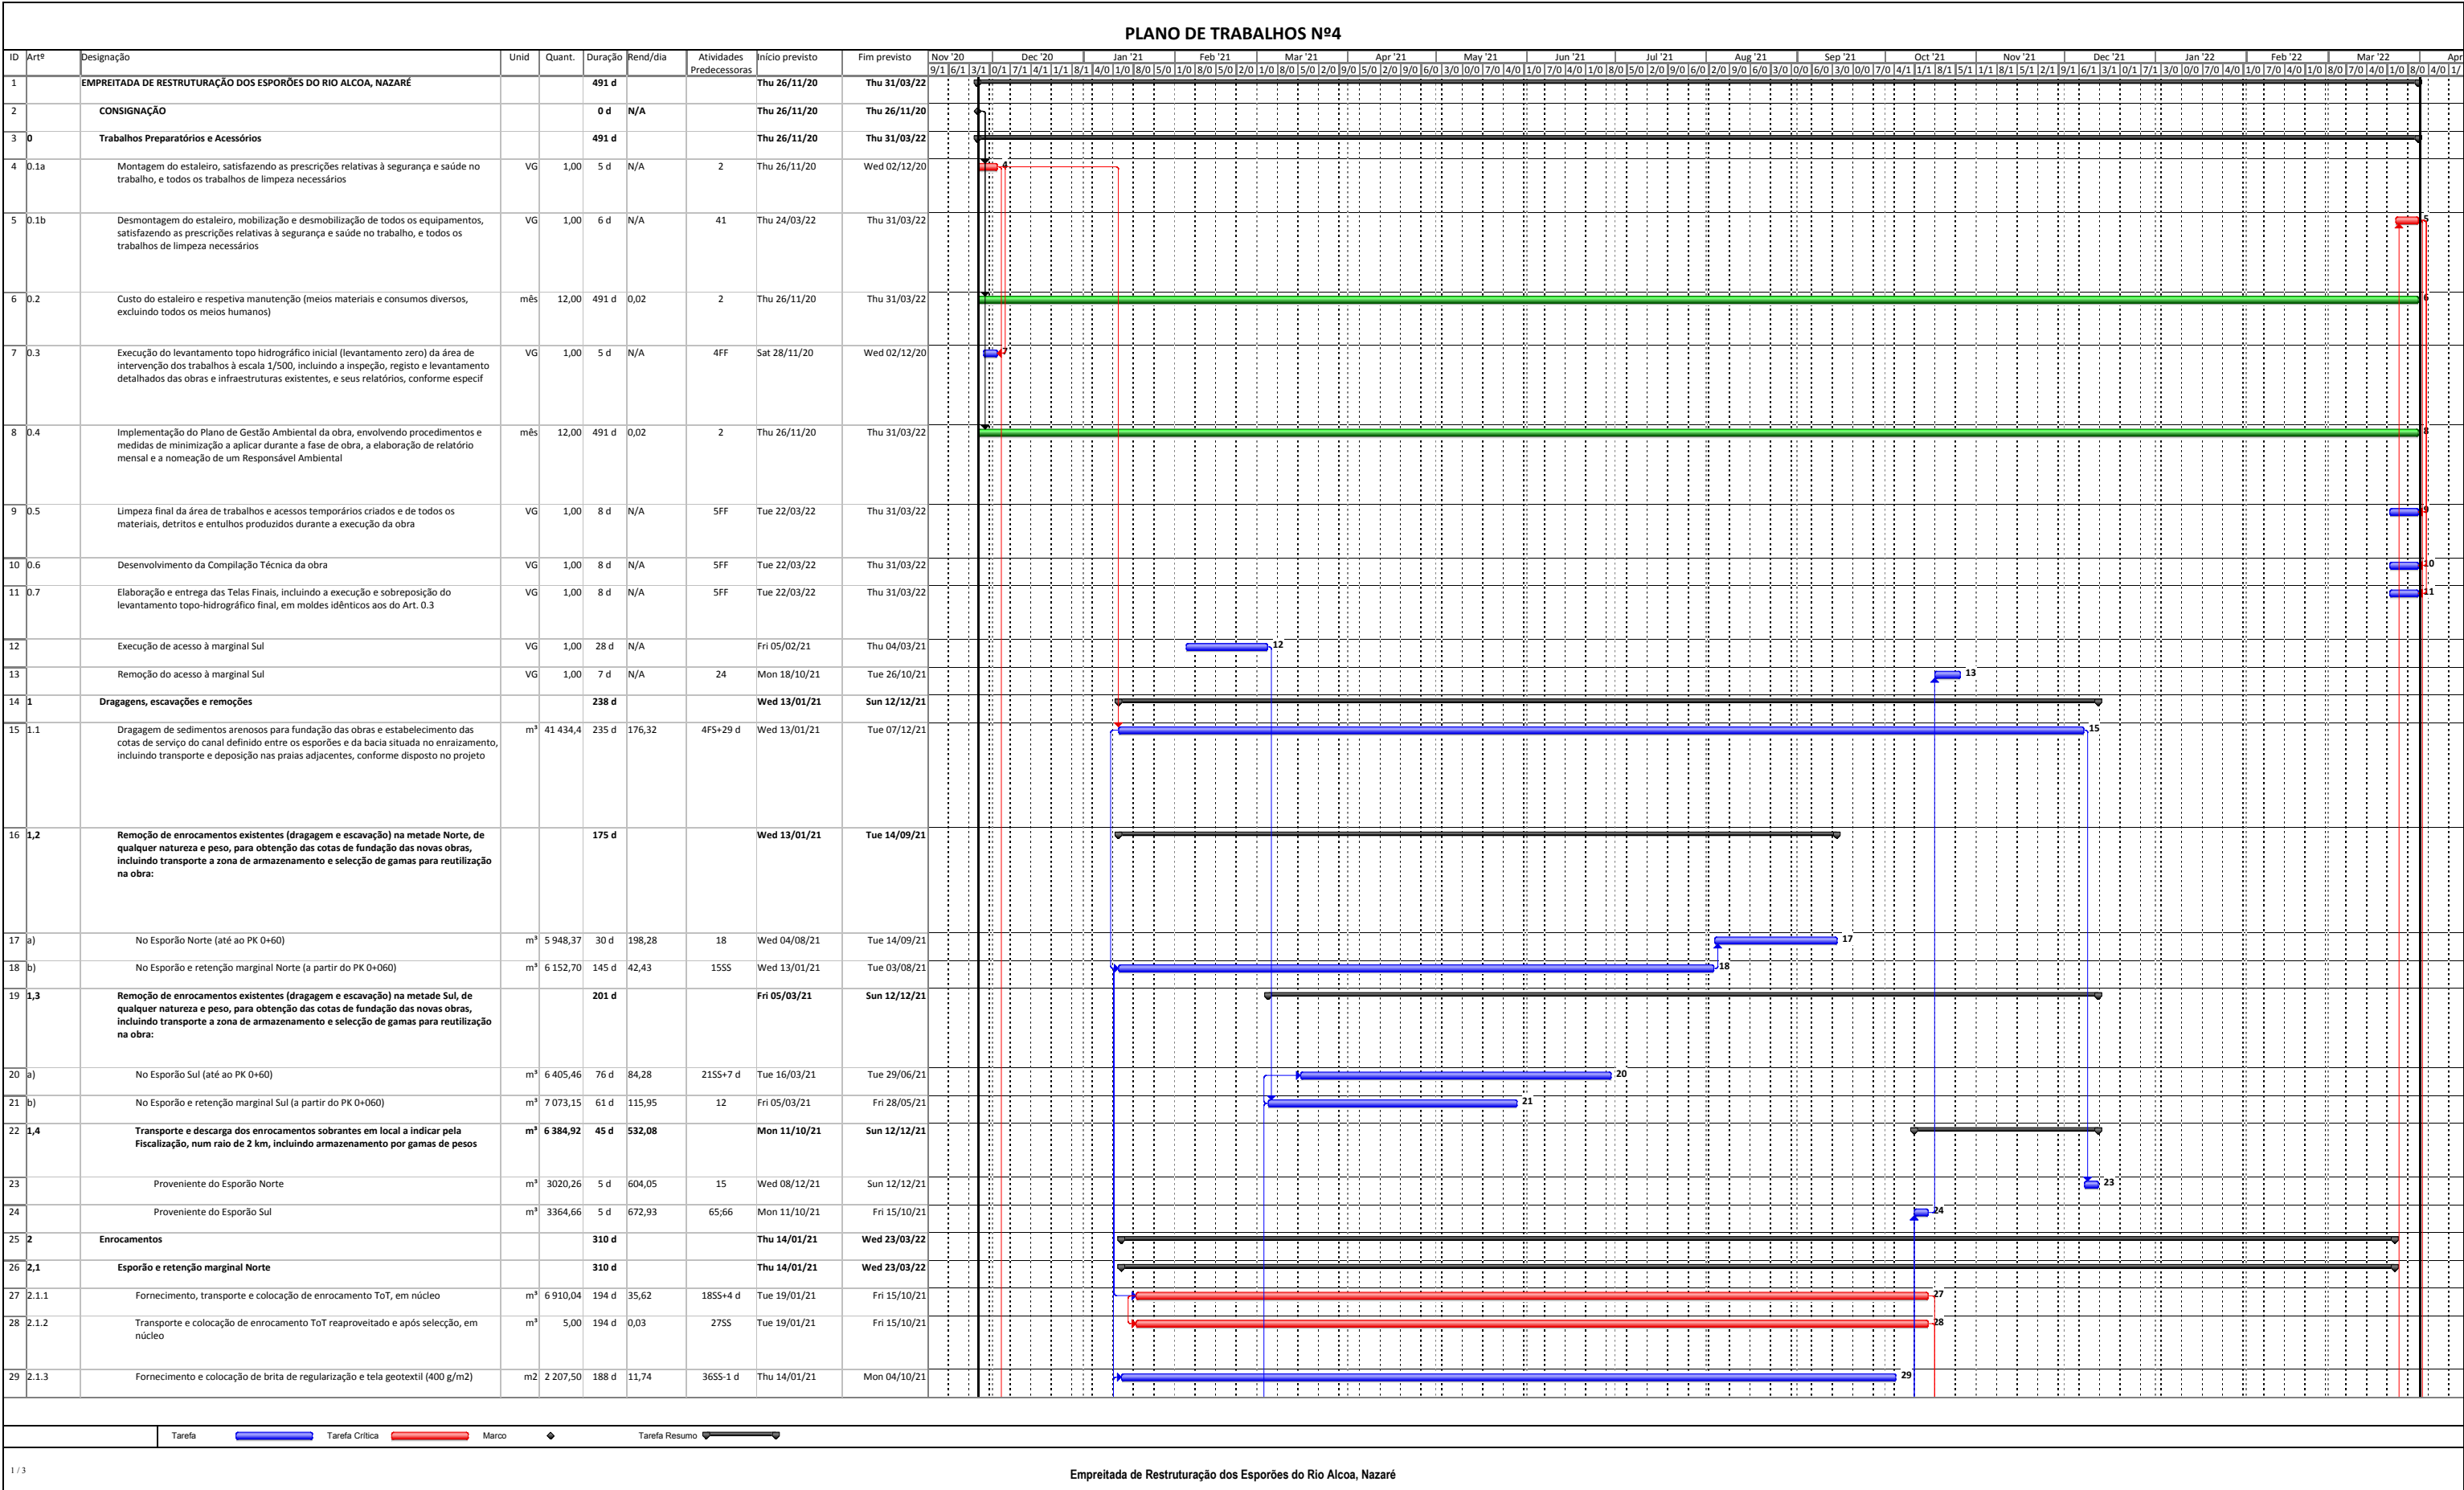 PLANO DE TRABALHOS Nº4
ID Artº Designação Unid Quant. Duração Rend/dia Atividades Predecessoras Início previsto Fim previsto
Nov '20 Dec '20 Jan '21 Feb '21 Mar '21 Apr '21 May '21 Jun '21 Jul '21 Aug '21 Sep '21 Oct '21 Nov '21 Dec '21 Jan '22 Feb '22 Mar '22 Apr
1 EMPREITADA DE RESTRUTURAÇÃO DOS ESPORÕES DO RIO ALCOA, NAZARÉ 491 d Thu 26/11/20 Thu 31/03/22
2 CONSIGNAÇÃO 0 d N/A Thu 26/11/20 Thu 26/11/20
3 0 Trabalhos Preparatórios e Acessórios 491 d Thu 26/11/20 Thu 31/03/22
4 0.1a Montagem do estaleiro, satisfazendo as prescrições relativas à segurança e saúde no VG 1,00 5 d N/A 2 Thu 26/11/20 Wed 02/12/20 4
trabalho, e todos os trabalhos de limpeza necessários
5 0.1b Desmontagem do estaleiro, mobilização e desmobilização de todos os equipamentos, VG 1,00 6 d N/A 41 Thu 24/03/22 Thu 31/03/22 5
satisfazendo as prescrições relativas à segurança e saúde no trabalho, e todos os
trabalhos de limpeza necessários
6 0.2 Custo do estaleiro e respetiva manutenção (meios materiais e consumos diversos, mês 12,00 491 d 0,02 2 Thu 26/11/20 Thu 31/03/22 6
excluindo todos os meios humanos)
7 0.3 Execução do levantamento topo hidrográfico inicial (levantamento zero) da área de VG 1,00 5 d N/A 4FF Sat 28/11/20 Wed 02/12/20 7
intervenção dos trabalhos à escala 1/500, incluindo a inspeção, registo e levantamento
detalhados das obras e infraestruturas existentes, e seus relatórios, conforme especif
8 0.4 Implementação do Plano de Gestão Ambiental da obra, envolvendo procedimentos e mês 12,00 491 d 0,02 2 Thu 26/11/20 Thu 31/03/22 8
medidas de minimização a aplicar durante a fase de obra, a elaboração de relatório
mensal e a nomeação de um Responsável Ambiental
9 0.5 Limpeza final da área de trabalhos e acessos temporários criados e de todos os VG 1,00 8 d N/A 5FF Tue 22/03/22 Thu 31/03/22 9
materiais, detritos e entulhos produzidos durante a execução da obra
10 0.6 Desenvolvimento da Compilação Técnica da obra VG 1,00 8 d N/A 5FF Tue 22/03/22 Thu 31/03/22 10
11 0.7 Elaboração e entrega das Telas Finais, incluindo a execução e sobreposição do VG 1,00 8 d N/A 5FF Tue 22/03/22 Thu 31/03/22 11
levantamento topo-hidrográfico final, em moldes idênticos aos do Art. 0.3
12 Execução de acesso à marginal Sul VG 1,00 28 d N/A Fri 05/02/21 Thu 04/03/21 12
13 Remoção do acesso à marginal Sul VG 1,00 7 d N/A 24 Mon 18/10/21 Tue 26/10/21 13
14 1 Dragagens, escavações e remoções 238 d Wed 13/01/21 Sun 12/12/21
15 1.1 Dragagem de sedimentos arenosos para fundação das obras e estabelecimento das m³ 41 434,4 235 d 176,32 4FS+29 d Wed 13/01/21 Tue 07/12/21 15
cotas de serviço do canal definido entre os esporões e da bacia situada no enraizamento,
incluindo transporte e deposição nas praias adjacentes, conforme disposto no projeto
16 1,2 Remoção de enrocamentos existentes (dragagem e escavação) na metade Norte, de 175 d Wed 13/01/21 Tue 14/09/21
qualquer natureza e peso, para obtenção das cotas de fundação das novas obras,
incluindo transporte a zona de armazenamento e selecção de gamas para reutilização
na obra:
17 a) No Esporão Norte (até ao PK 0+60) m³ 5 948,37 30 d 198,28 18 Wed 04/08/21 Tue 14/09/21 17
18 b) No Esporão e retenção marginal Norte (a partir do PK 0+060) m³ 6 152,70 145 d 42,43 15SS Wed 13/01/21 Tue 03/08/21 18
19 1,3 Remoção de enrocamentos existentes (dragagem e escavação) na metade Sul, de 201 d Fri 05/03/21 Sun 12/12/21
qualquer natureza e peso, para obtenção das cotas de fundação das novas obras,
incluindo transporte a zona de armazenamento e selecção de gamas para reutilização
na obra:
20 a) No Esporão Sul (até ao PK 0+60) m³ 6 405,46 76 d 84,28 21SS+7 d Tue 16/03/21 Tue 29/06/21 20
21 b) No Esporão e retenção marginal Sul (a partir do PK 0+060) m³ 7 073,15 61 d 115,95 12 Fri 05/03/21 Fri 28/05/21 21
22 1,4 Transporte e descarga dos enrocamentos sobrantes em local a indicar pela m³ 6 384,92 45 d 532,08 Mon 11/10/21 Sun 12/12/21
Fiscalização, num raio de 2 km, incluindo armazenamento por gamas de pesos
23 Proveniente do Esporão Norte m³ 3020,26 5 d 604,05 15 Wed 08/12/21 Sun 12/12/21 23
24 Proveniente do Esporão Sul m³ 3364,66 5 d 672,93 65;66 Mon 11/10/21 Fri 15/10/21 24
25 2 Enrocamentos 310 d Thu 14/01/21 Wed 23/03/22
26 2,1 Esporão e retenção marginal Norte 310 d Thu 14/01/21 Wed 23/03/22
27 2.1.1 Fornecimento, transporte e colocação de enrocamento ToT, em núcleo m³ 6 910,04 194 d 35,62 18SS+4 d Tue 19/01/21 Fri 15/10/21 27
28 2.1.2 Transporte e colocação de enrocamento ToT reaproveitado e após selecção, em m³ 5,00 194 d 0,03 27SS Tue 19/01/21 Fri 15/10/21 28
núcleo
29 2.1.3 Fornecimento e colocação de brita de regularização e tela geotextil (400 g/m2) m2 2 207,50 188 d 11,74 36SS-1 d Thu 14/01/21 Mon 04/10/21 29
Tarefa Tarefa Crítica Marco Tarefa Resumo
1 / 3
Empreitada de Restruturação dos Esporões do Rio Alcoa, Nazaré